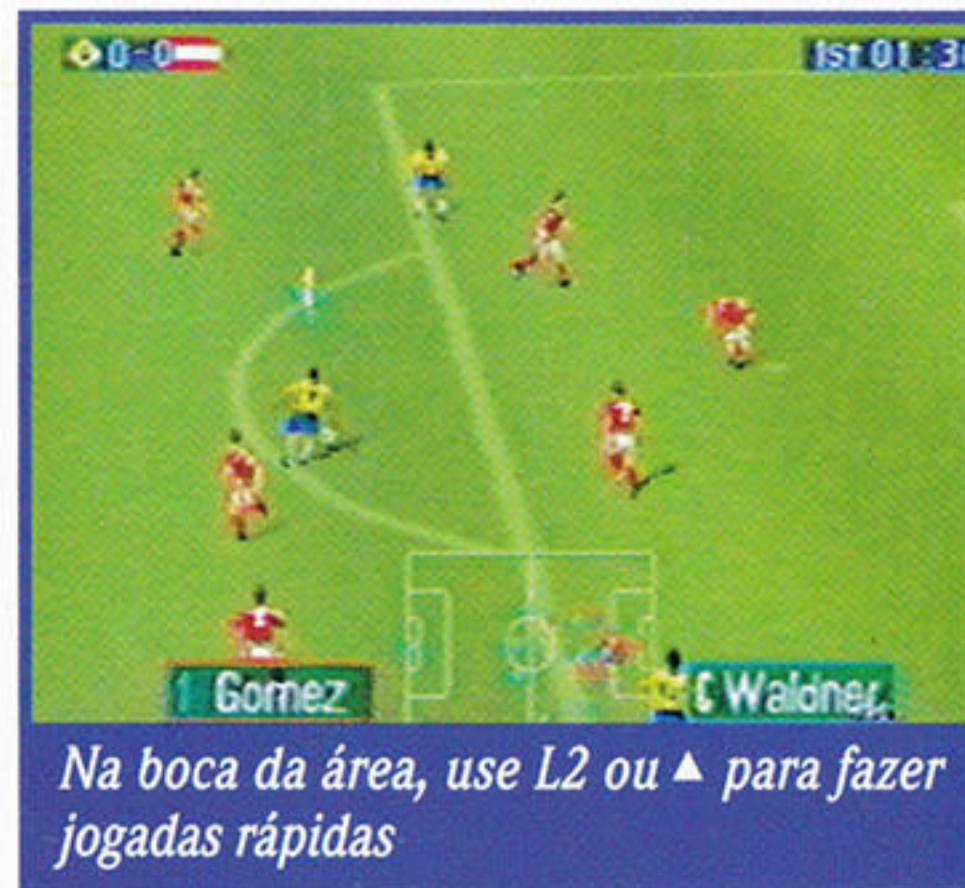 0-0
1st 01:3
1 Gomez
Waldner
Na boca da área, use L2 ou ▲ para fazer
jogadas rápidas